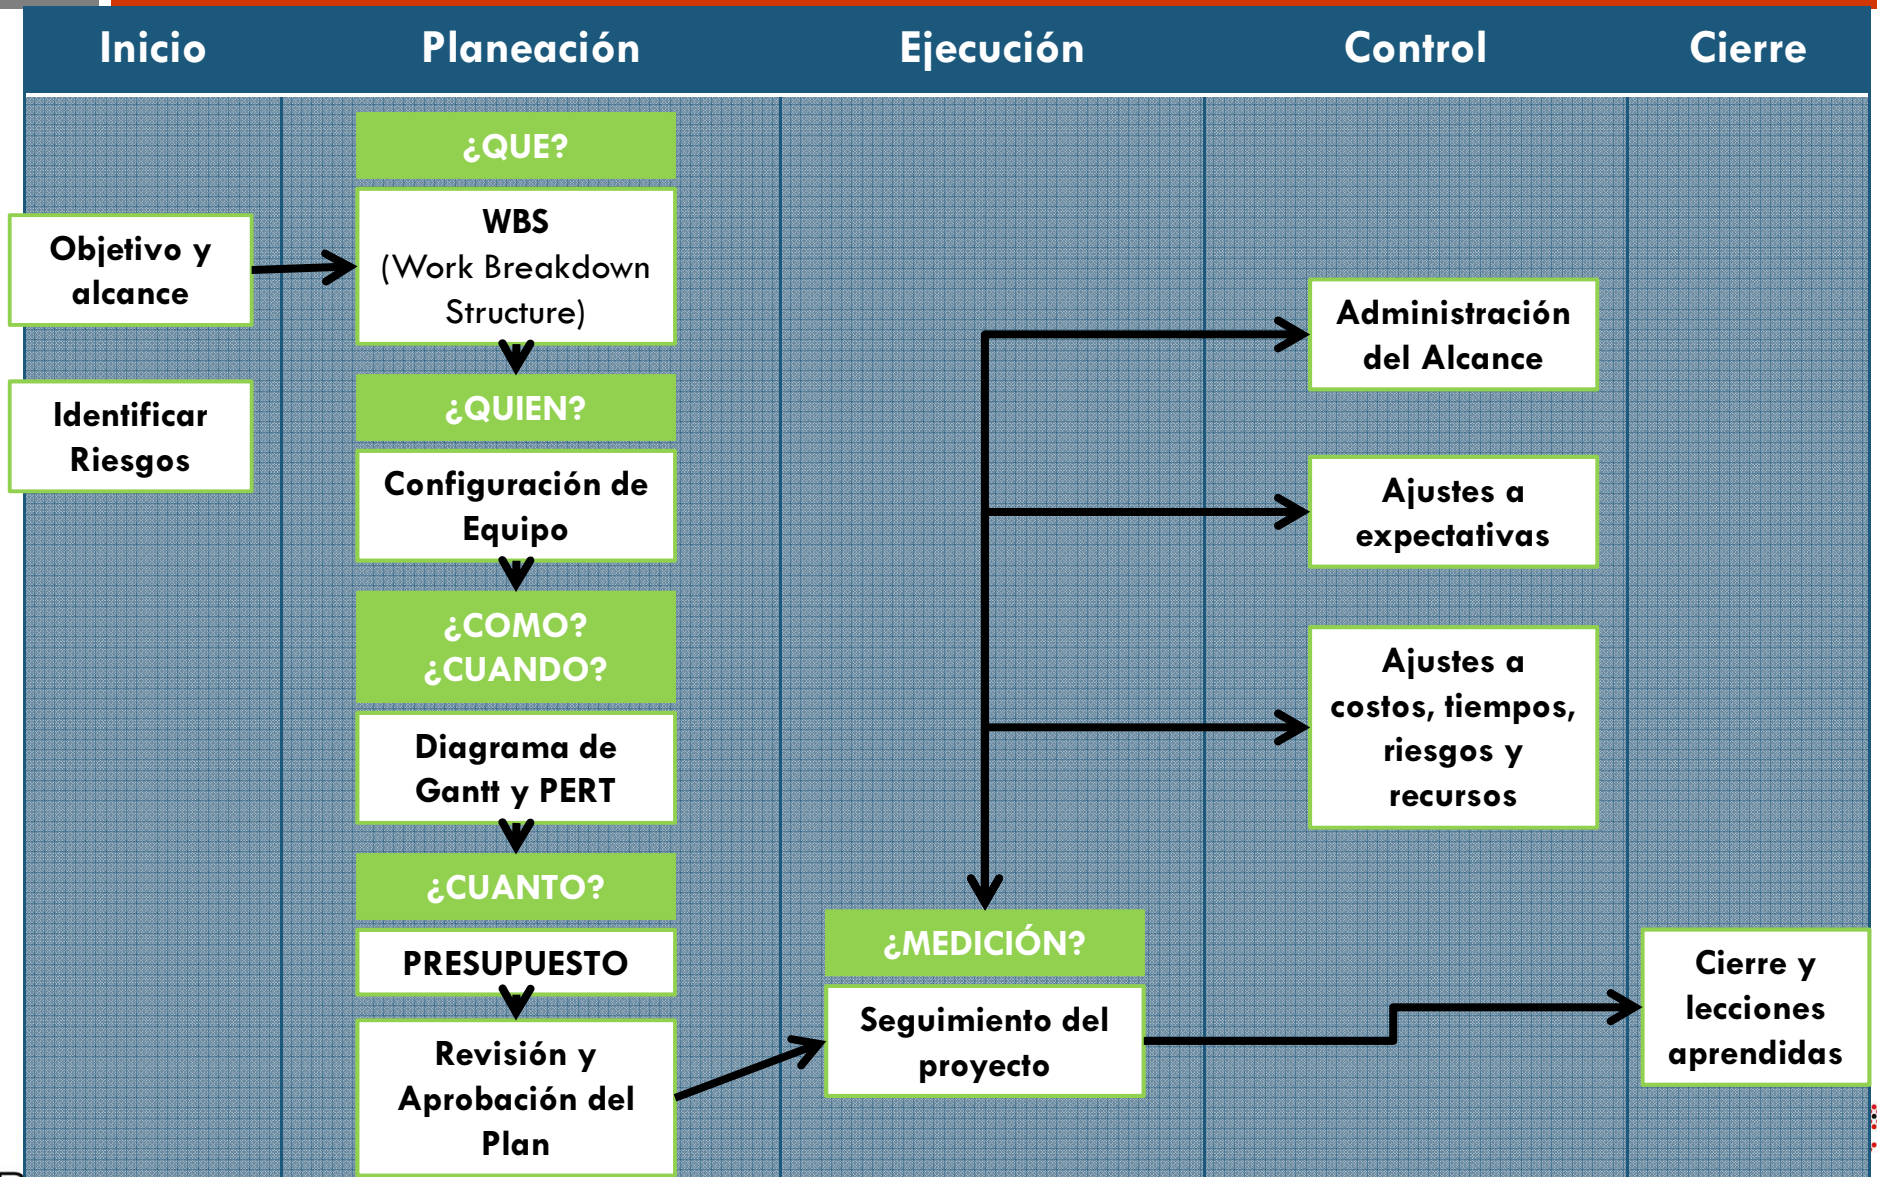 Inicio
Planeación
Ejecución
Control
Cierre
Objetivo y
alcance
Identificar
Riesgos
¿QUE?
WBS
(Work Breakdown
Structure)
¿QUIEN?
Configuración de
Equipo
¿COMO?
¿CUANDO?
Diagrama de
Gantt y PERT
¿CUANTO?
PRESUPUESTO
Revisión y
Aprobación del
Plan
¿MEDICIÓN?
Seguimiento del
proyecto
Administración
del Alcance
Ajustes a
expectativas
Ajustes a
costos, tiempos,
riesgos y
recursos
Cierre y
lecciones
aprendidas